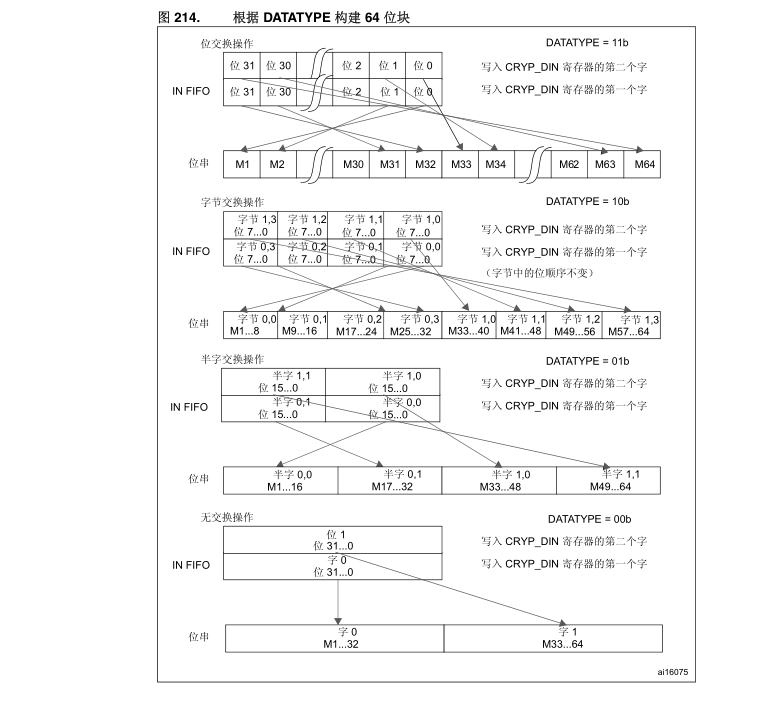 图 214. 根据 DATATYPE 构建 64 位块
位交换操作 DATATYPE = 11b
位 31 位 30 位 2 位 1 位 0 写入 CRYP_DIN 寄存器的第二个字
IN FIFO 位 31 位 30 位 2 位 1 位 0 写入 CRYP_DIN 寄存器的第一个字
位串 M1 M2 M30 M31 M32 M33 M34 M62 M63 M64
字节交换操作 DATATYPE = 10b
字节 1,3 字节 1,2 字节 1,1 字节 1,0
位 7...0 位 7...0 位 7...0 位 7...0 写入 CRYP_DIN 寄存器的第二个字
IN FIFO 字节 0,3 字节 0,2 字节 0,1 字节 0,0 写入 CRYP_DIN 寄存器的第一个字
位 7...0 位 7...0 位 7...0 位 7...0
（字节中的位顺序不变）
位串 字节 0,0 字节 0,1 字节 0,2 字节 0,3 字节 1,0 字节 1,1 字节 1,2 字节 1,3
M1...8 M9...16 M17...24 M25...32 M33...40 M41...48 M49...56 M57...64
半字交换操作 DATATYPE = 01b
半字 1,1 半字 1,0
位 15...0 位 15...0 写入 CRYP_DIN 寄存器的第二个字
IN FIFO 半字 0,1 半字 0,0 写入 CRYP_DIN 寄存器的第一个字
位 15...0 位 15...0
位串 半字 0,0 半字 0,1 半字 1,0 半字 1,1
M1...16 M17...32 M33...48 M49...64
无交换操作 DATATYPE = 00b
位 1
位 31...0 写入 CRYP_DIN 寄存器的第二个字
IN FIFO 字 0 写入 CRYP_DIN 寄存器的第一个字
位 31...0
位串 字 0 字 1
M1...32 M33...64
ai16075